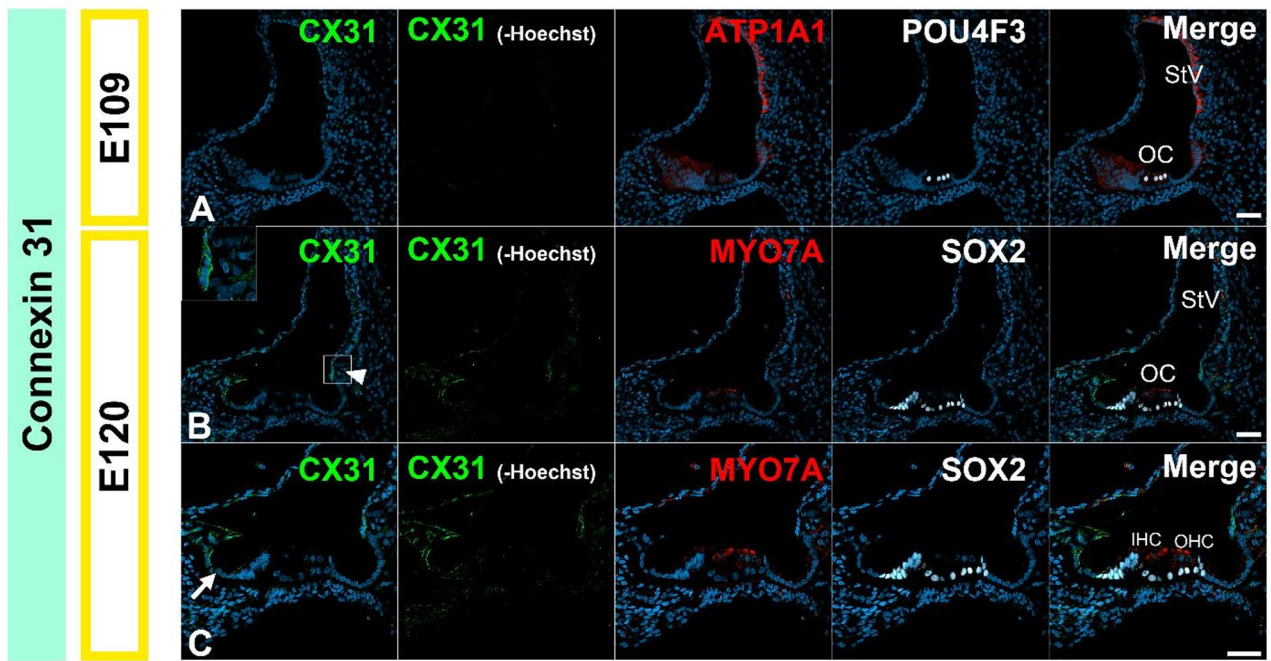 Connexin 31
E109
CX31
CX31 (-Hoechst)
ATP1A1
POU4F3
Merge
StV
OC
A
E120
CX31
CX31 (-Hoechst)
MYO7A
SOX2
Merge
StV
OC
B
CX31
CX31 (-Hoechst)
MYO7A
SOX2
Merge
IHC OHC
C